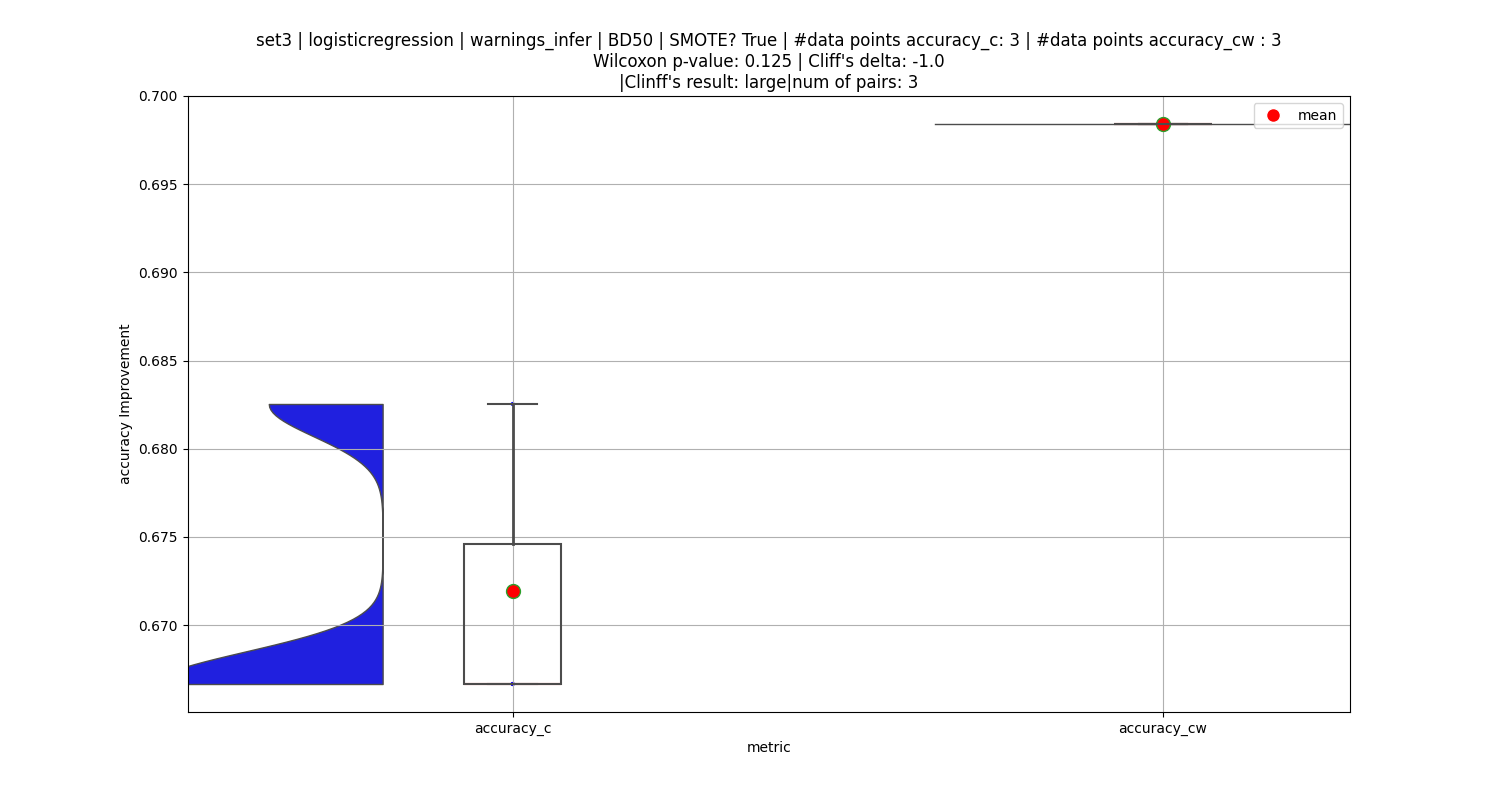 set3 | logisticregression | warnings_infer | BD50 | SMOTE? True | #data points accuracy_c: 3 | #data points accuracy_cw : 3
Wilcoxon p-value: 0.125 | Cliff's delta: -1.0
|Clinff's result: large|num of pairs: 3
mean
0.700
0.695
0.690
0.685
0.680
0.675
0.670
accuracy Improvement
accuracy_c
accuracy_cw
metric